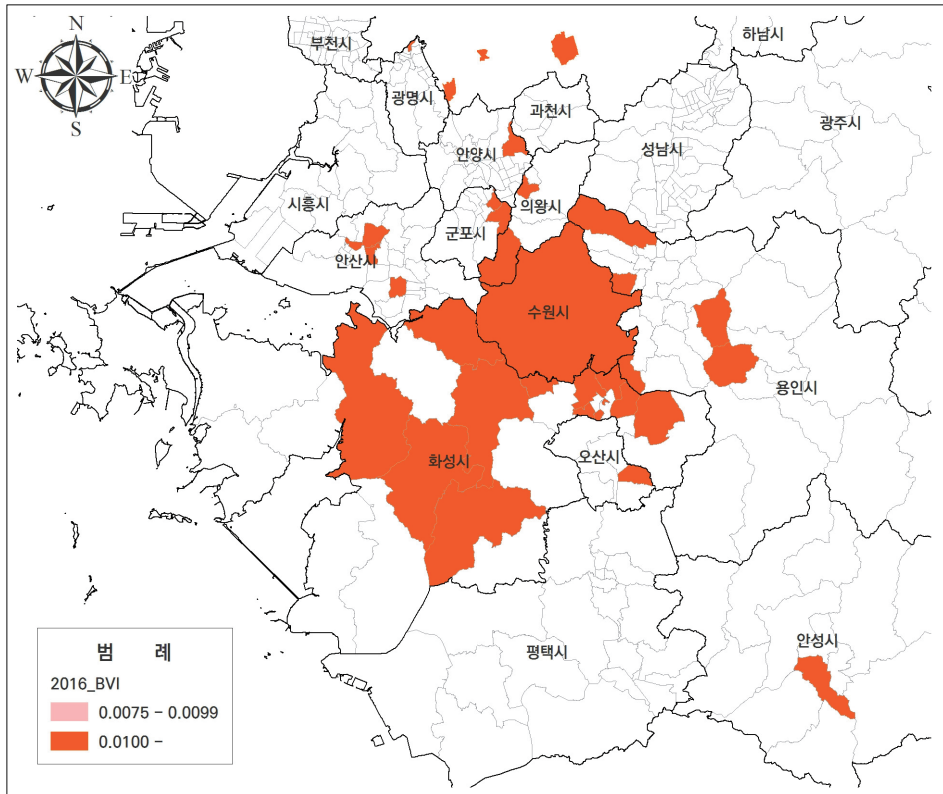 N
W E
S
부천시
하남시
광명시
과천시
광주시
안양시
성남시
시흥시
의왕시
군포시
안산시
수원시
용인시
화성시
오산시
안성시
평택시
범 례
2016_BVI
0.0075 - 0.0099
0.0100 -